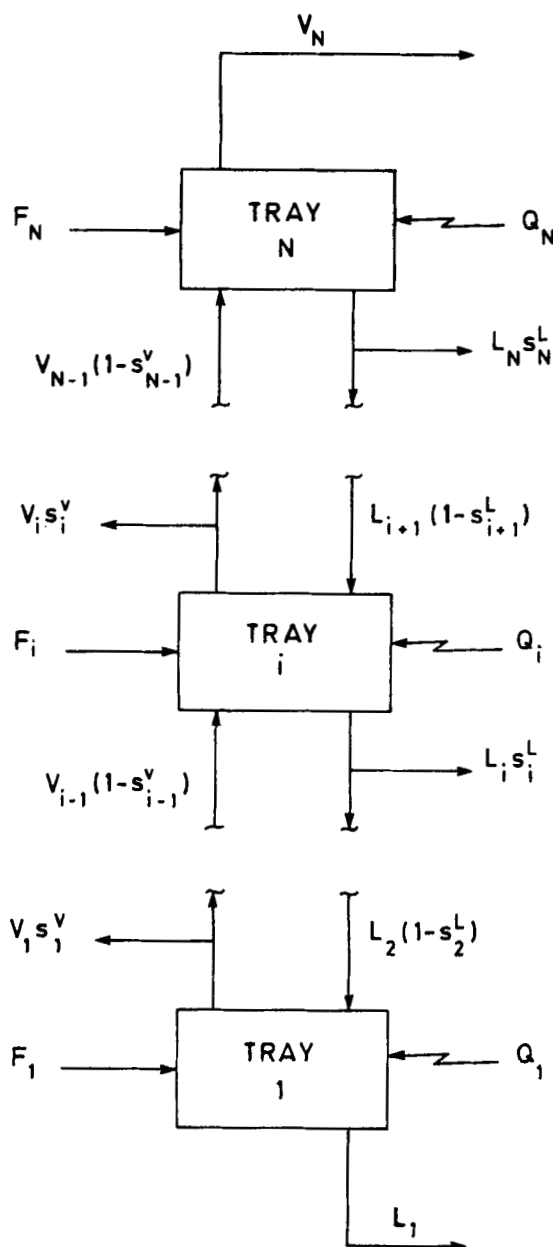 V_N
F_N
TRAY
N
Q_N
V_{N-1}(1-s^v_{N-1})
L_N s^L_N
V_i s^v_i
L_{i+1}(1-s^L_{i+1})
F_i
TRAY
i
Q_i
V_{i-1}(1-s^v_{i-1})
L_i s^L_i
V_1 s^v_1
L_2(1-s^L_2)
F_1
TRAY
1
Q_1
L_1